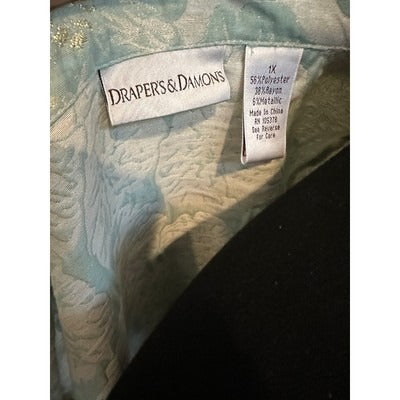 DRAPER'S & DAMON'S
1X
56%Polyester
38%Rayon
6%Metallic
Made In China
RN 105378
See Reverse
For Care